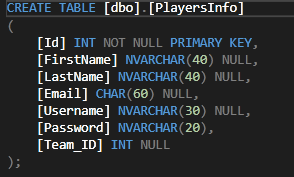 CREATE TABLE [dbo].[PlayersInfo]
(
    [Id] INT NOT NULL PRIMARY KEY,
    [FirstName] NVARCHAR(40) NULL,
    [LastName] NVARCHAR(40) NULL,
    [Email] CHAR(60) NULL,
    [Username] NVARCHAR(30) NULL,
    [Password] NVARCHAR(20),
    [Team_ID] INT NULL
);